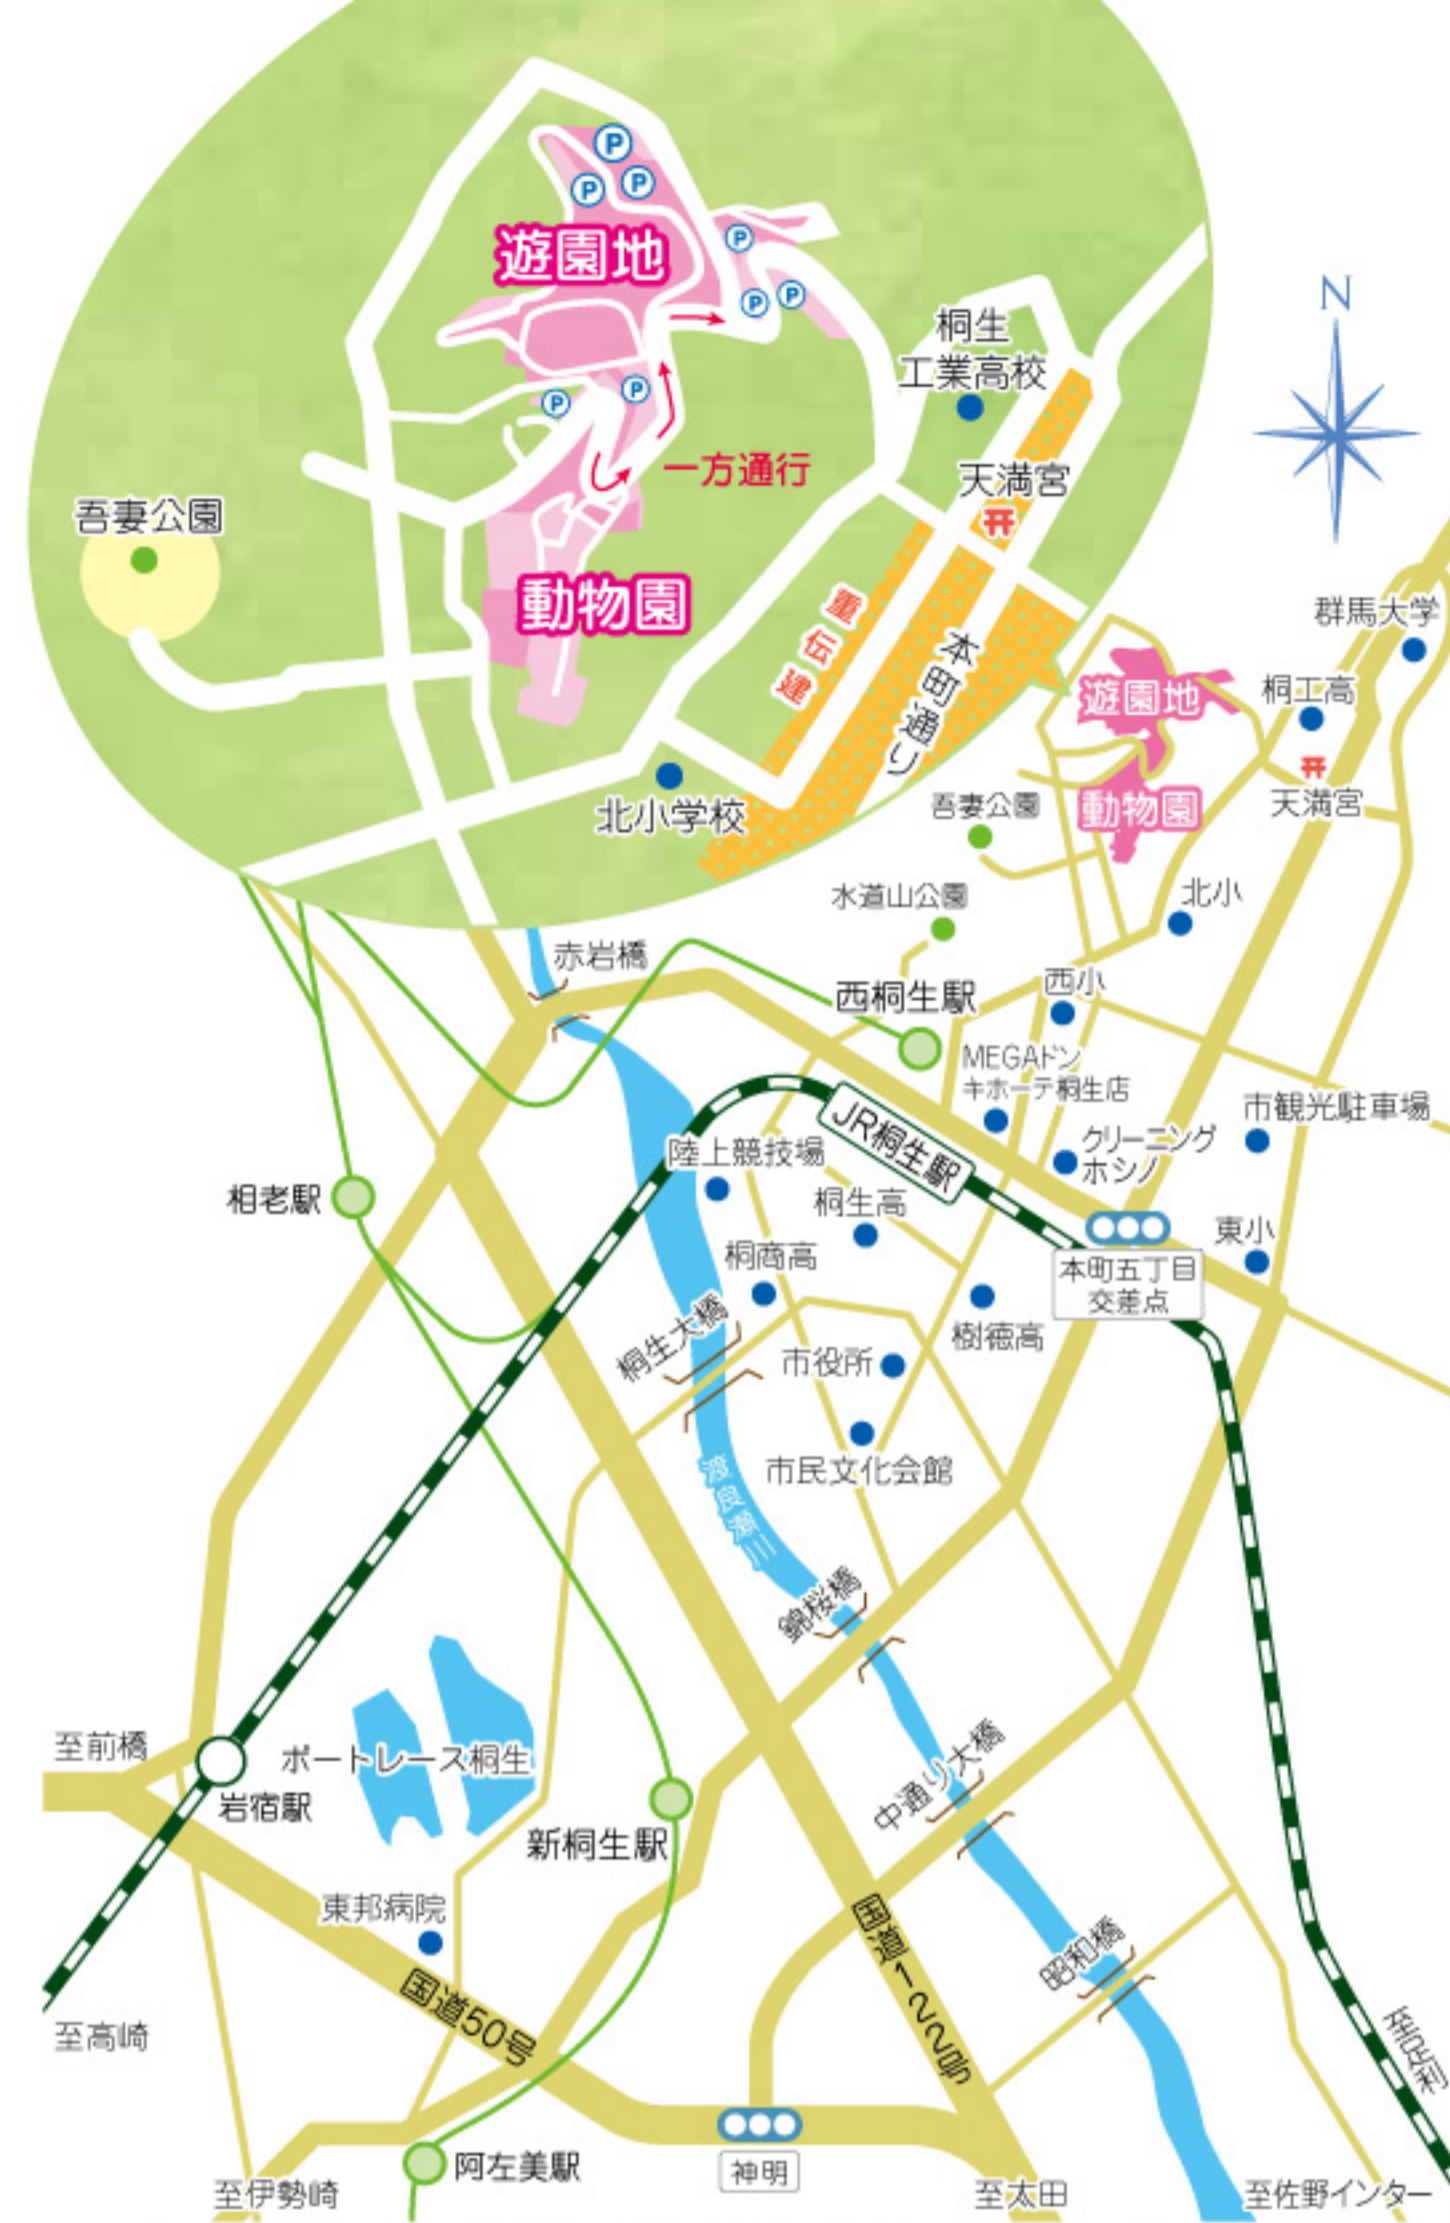 P
P
P
遊園地
P
P
P
N
桐生
工業高校
P
P
一方通行
天満宮
吾妻公園
動物園
重伝建
本町通り
群馬大学
遊園地
桐工高
北小学校
吾妻公園
動物園
天満宮
水道山公園
北小
赤岩橋
西桐生駅
西小
MEGAドン
キホーテ桐生店
市観光駐車場
JR桐生駅
クリーニング
ホシノ
陸上競技場
相老駅
桐生高
東小
桐商高
本町五丁目
交差点
桐生大橋
樹徳高
市役所
市民文化会館
渡良瀬川
錦桜橋
至前橋
ボートレース桐生
中通り大橋
岩宿駅
新桐生駅
東邦病院
国道122号
昭和橋
国道50号
至高崎
至足利
阿左美駅
神明
至伊勢崎
至太田
至佐野インター